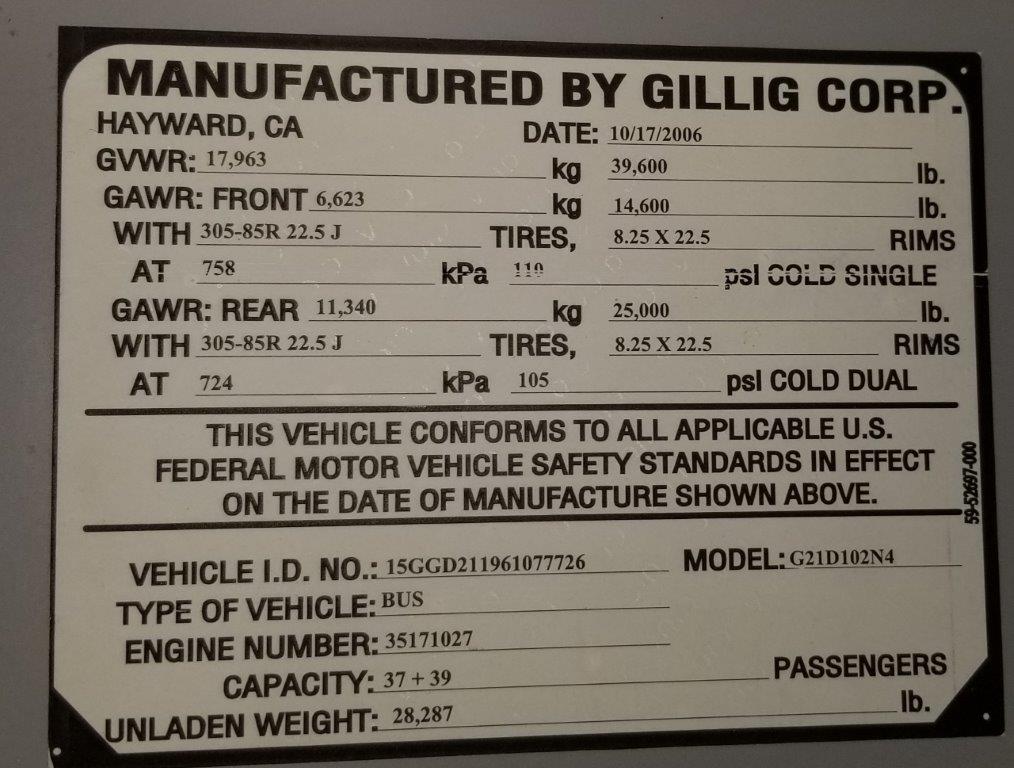 MANUFACTURED BY GILLIG CORP.
HAYWARD, CA DATE: 10/17/2006
GVWR: 17,963 kg 39,600 lb.
GAWR: FRONT 6,623 kg 14,600 lb.
WITH 305-85R 22.5 J TIRES, 8.25 X 22.5 RIMS
AT 758 kPa 110 psI COLD SINGLE
GAWR: REAR 11,340 kg 25,000 lb.
WITH 305-85R 22.5 J TIRES, 8.25 X 22.5 RIMS
AT 724 kPa 105 psI COLD DUAL
THIS VEHICLE CONFORMS TO ALL APPLICABLE U.S.
FEDERAL MOTOR VEHICLE SAFETY STANDARDS IN EFFECT
ON THE DATE OF MANUFACTURE SHOWN ABOVE.
59-52697-000
VEHICLE I.D. NO.: 15GGD211961077726 MODEL: G21D102N4
TYPE OF VEHICLE: BUS
ENGINE NUMBER: 35171027
CAPACITY: 37 + 39 PASSENGERS
UNLADEN WEIGHT: 28,287 lb.